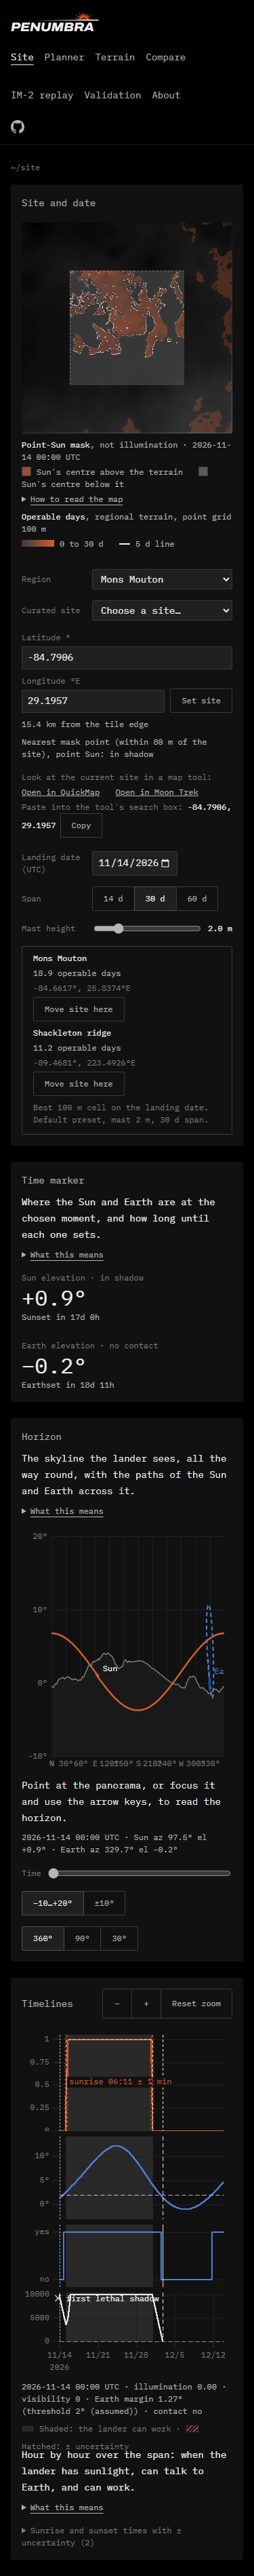 PENUMBRA
Site Planner Terrain Compare
IM-2 replay Validation About
~/site
Site and date
Point-Sun mask, not illumination · 2026-11-
14 00:00 UTC
Sun's centre above the terrain
Sun's centre below it
▶ How to read the map
Operable days, regional terrain, point grid
100 m
0 to 30 d 5 d line
Region Mons Mouton
Curated site Choose a site…
Latitude °
-84.7906
Longitude °E
29.1957 Set site
15.4 km from the tile edge
Nearest mask point (within 80 m of the
site), point Sun: in shadow
Look at the current site in a map tool:
Open in QuickMap Open in Moon Trek
Paste into the tool's search box: -84.7906,
29.1957 Copy
Landing date
(UTC) 11/14/2026
Span 14 d 30 d 60 d
Mast height 2.0 m
Mons Mouton
18.9 operable days
-84.6617°, 25.8374°E
Move site here
Shackleton ridge
11.2 operable days
-89.4681°, 223.4926°E
Move site here
Best 100 m cell on the landing date.
Default preset, mast 2 m, 30 d span.
Time marker
Where the Sun and Earth are at the
chosen moment, and how long until
each one sets.
▶ What this means
Sun elevation · in shadow
+0.9°
Sunset in 17d 0h
Earth elevation · no contact
−0.2°
Earthset in 18d 11h
Horizon
The skyline the lander sees, all the
way round, with the paths of the Sun
and Earth across it.
▶ What this means
20°
10°
Sun
Ea
0°
-10°
N 30° 60° E 120° 150° S 210° 240° W 300° 330°
Point at the panorama, or focus it
and use the arrow keys, to read the
horizon.
2026-11-14 00:00 UTC · Sun az 97.5° el
+0.9° · Earth az 329.7° el −0.2°
Time
−10…+20° ±10°
360° 90° 30°
Timelines − + Reset zoom
1
0.75
0.5
sunrise 06:11 ± 1 min
0.25
0
10°
5°
0°
yes
no
10000
first lethal shadow
5000
0
11/14 11/21 11/28 12/5 12/12
2026
2026-11-14 00:00 UTC · illumination 0.00 ·
visibility 0 · Earth margin 1.27°
(threshold 2° (assumed)) · contact no
Shaded: the lander can work ·
Hatched: ± uncertainty
Hour by hour over the span: when the
lander has sunlight, can talk to
Earth, and can work.
▶ What this means
▶ Sunrise and sunset times with ±
uncertainty (2)